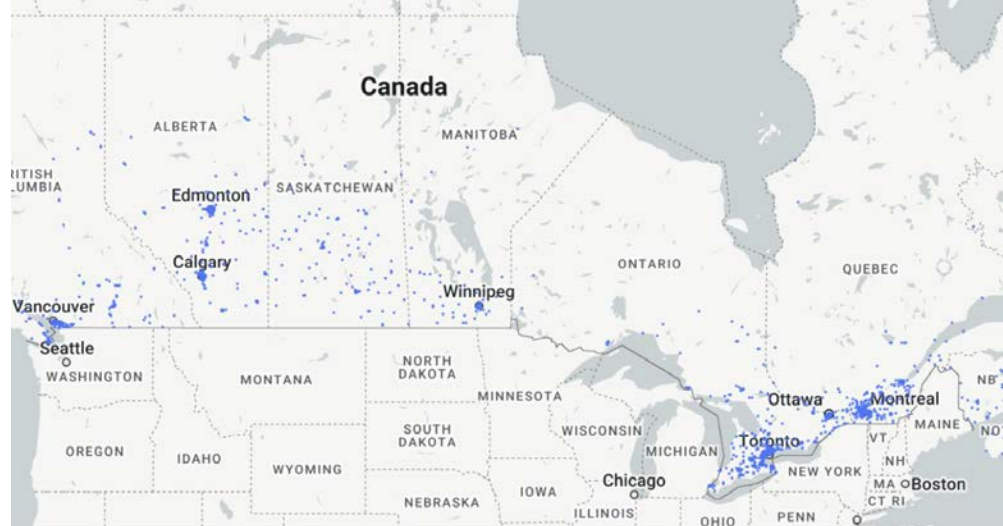 Canada
ALBERTA
MANITOBA
RITISH
LUMBIA
Edmonton
SASKATCHEWAN
Calgary
ONTARIO
QUEBEC
Winnipeg
Vancouver
Seattle
WASHINGTON
MONTANA
NORTH
DAKOTA
MINNESOTA
Ottawa
Montreal
NB
OREGON
IDAHO
SOUTH
DAKOTA
WISCONSIN
MICHIGAN
Toronto
VT
MAINE
NO
WYOMING
NEW YORK
NH
NEBRASKA
IOWA
Chicago
MA
Boston
CT RI
ILLINOIS
OHIO
PENN